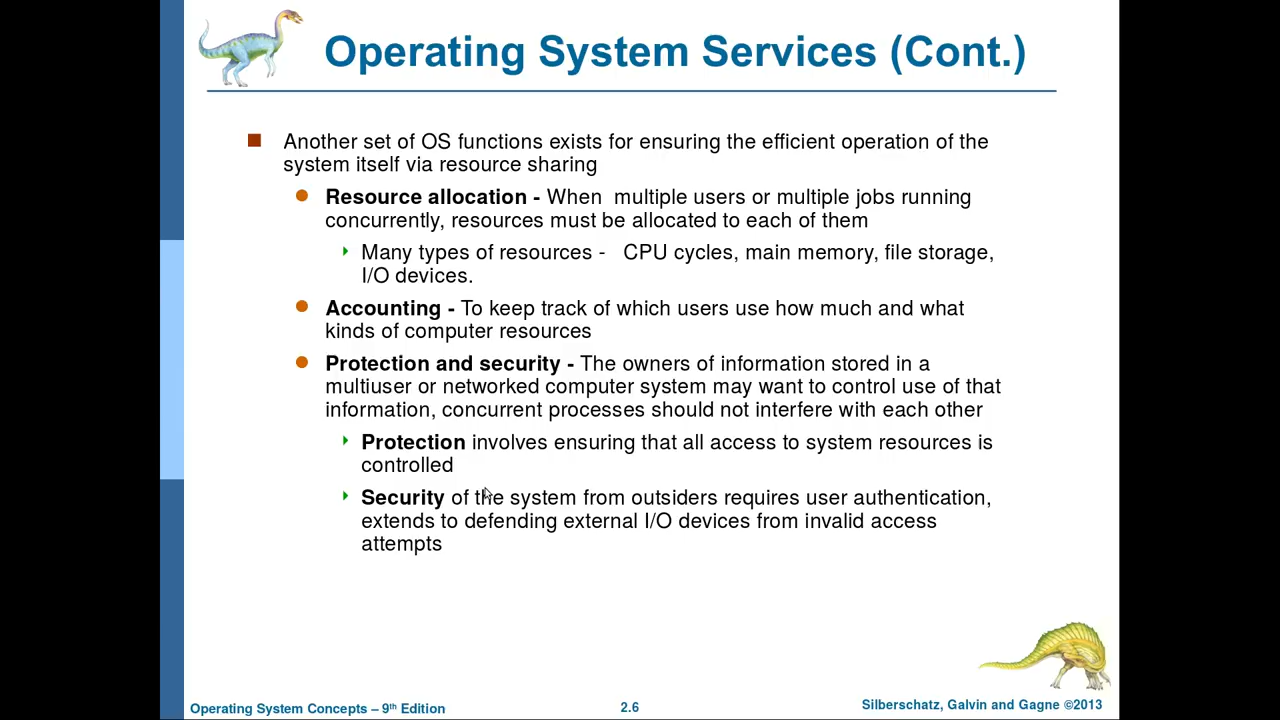 Operating System Services (Cont.)
Another set of OS functions exists for ensuring the efficient operation of the
system itself via resource sharing
Resource allocation - When multiple users or multiple jobs running
concurrently, resources must be allocated to each of them
Many types of resources - CPU cycles, main memory, file storage,
I/O devices.
Accounting - To keep track of which users use how much and what
kinds of computer resources
Protection and security - The owners of information stored in a
multiuser or networked computer system may want to control use of that
information, concurrent processes should not interfere with each other
Protection involves ensuring that all access to system resources is
controlled
Security of the system from outsiders requires user authentication,
extends to defending external I/O devices from invalid access
attempts
Operating System Concepts – 9th Edition
2.6
Silberschatz, Galvin and Gagne ©2013